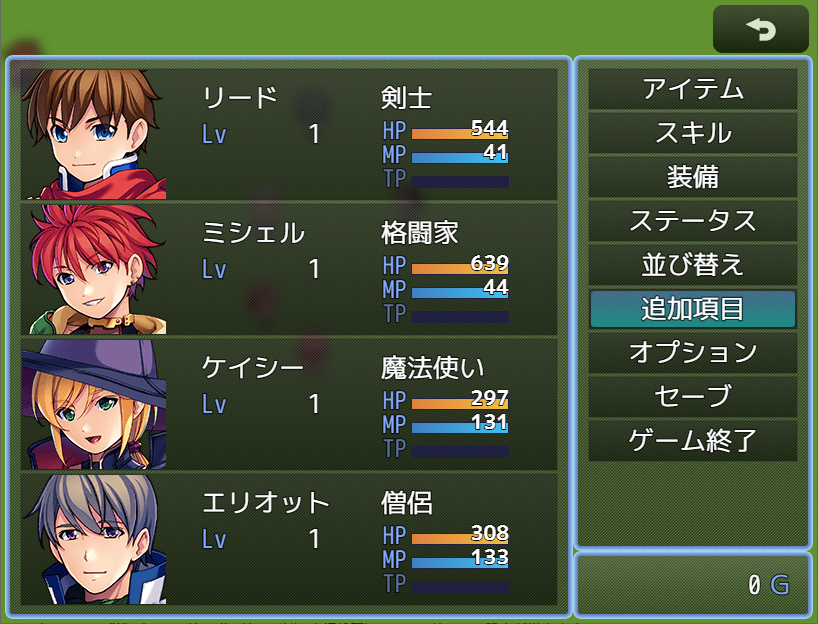 リード 剣士
Lv 1 HP 544
MP 41
TP
ミシェル 格闘家
Lv 1 HP 639
MP 44
TP
ケイシー 魔法使い
Lv 1 HP 297
MP 131
TP
エリオット 僧侶
Lv 1 HP 308
MP 133
TP
アイテム
スキル
装備
ステータス
並び替え
追加項目
オプション
セーブ
ゲーム終了
0 G